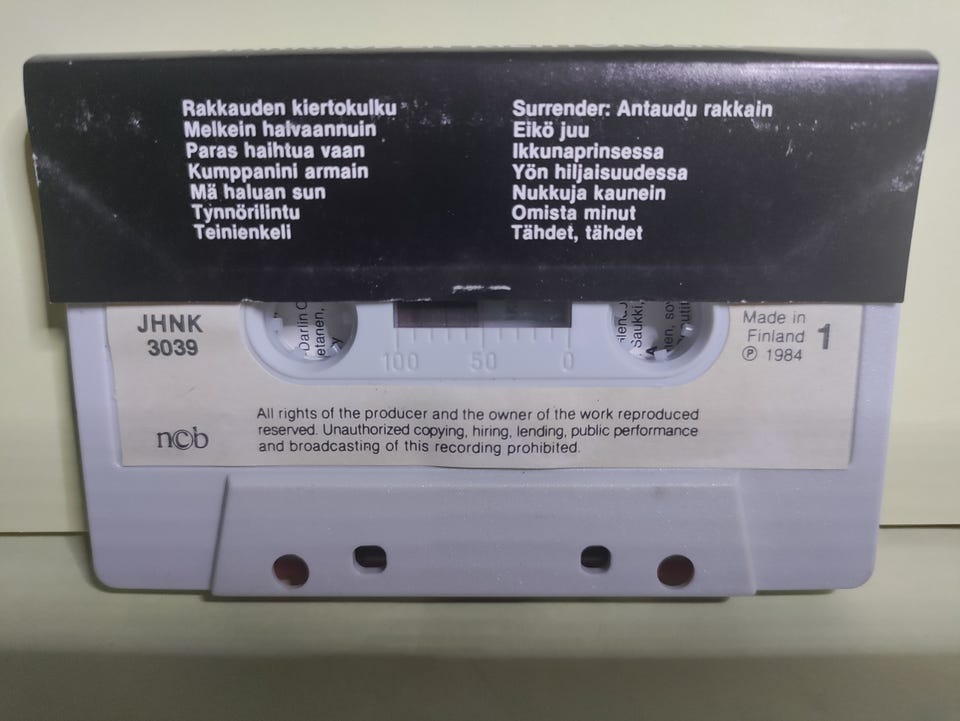 Rakkauden kiertokulku
Melkein halvaannuin
Paras haihtua vaan
Kumppanini armain
Mä haluan sun
Tynnörilintu
Teinienkeli
Surrender: Antaudu rakkain
Eikö juu
Ikkunaprinsessa
Yön hiljaisuudessa
Nukkuja kaunein
Omista minut
Tähdet, tähdet
JHNK
3039
Darlin
etanen,
Saukki,
100 50 0
Made in
Finland 1
℗ 1984
ncb
All rights of the producer and the owner of the work reproduced
reserved. Unauthorized copying, hiring, lending, public performance
and broadcasting of this recording prohibited.